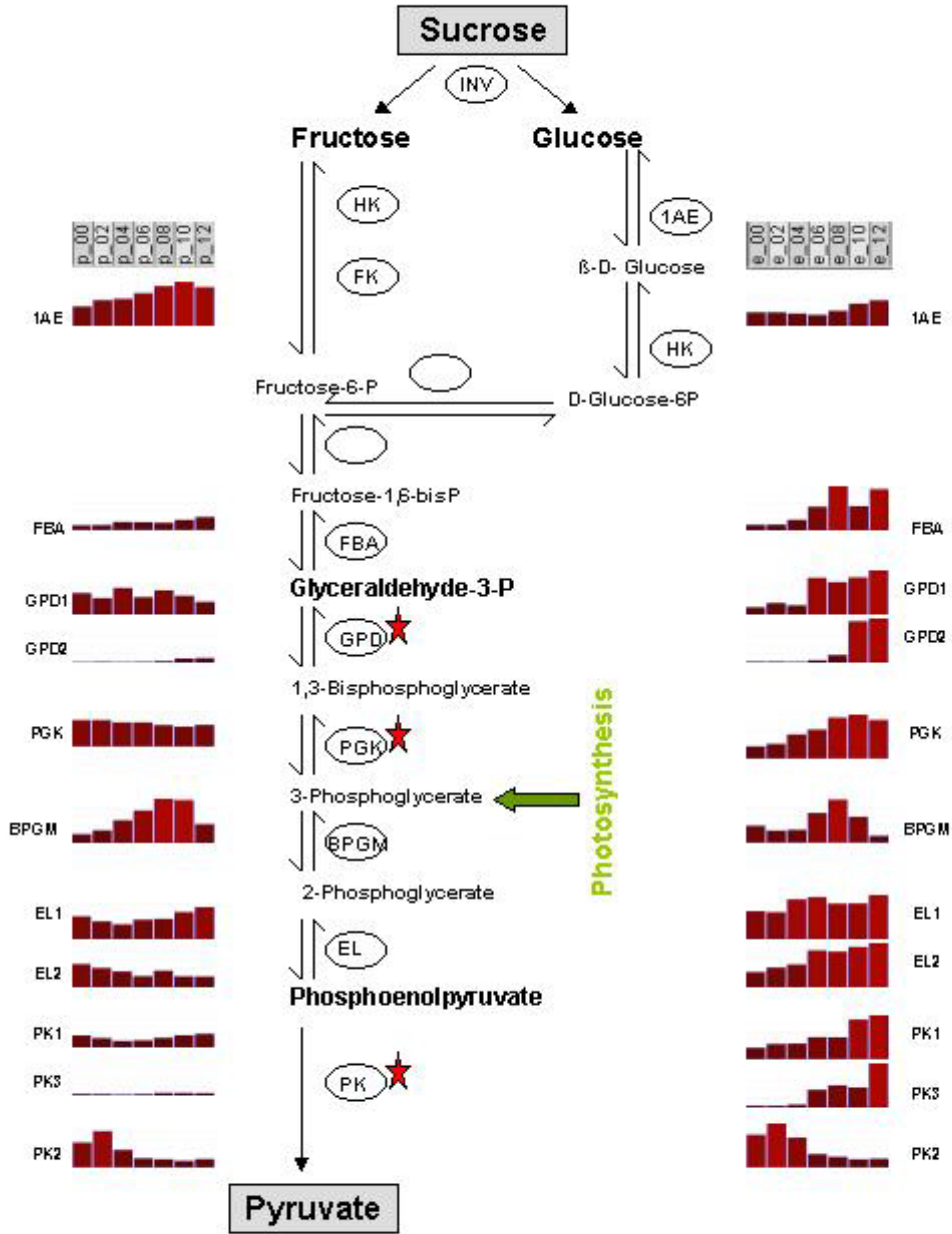 Sucrose
INV
Fructose
Glucose
HK
1AE
p_00
p_02
p_04
p_06
p_08
p_10
p_12
e_00
e_02
e_04
e_06
e_08
e_10
e_12
ß-D- Glucose
FK
1AE
1AE
HK
Fructose-6-P
D-Glucose-6P
Fructose-1,6-bisP
FBA
FBA
FBA
Glyceraldehyde-3-P
GPD1
GPD1
GPD
GPD2
GPD2
1,3-Bisphosphoglycerate
PGK
PGK
PGK
Photosynthesis
3-Phosphoglycerate
BPGM
BPGM
BPGM
2-Phosphoglycerate
EL1
EL1
EL
EL2
EL2
Phosphoenolpyruvate
PK1
PK1
PK3
PK
PK3
PK2
PK2
Pyruvate